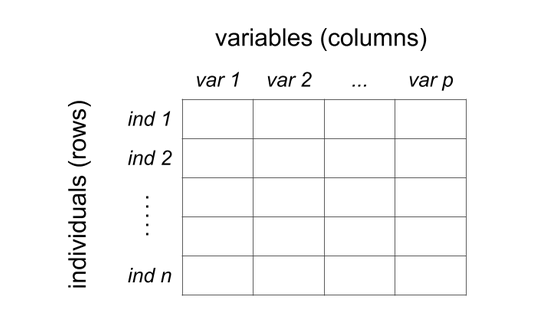 variables (columns)
var 1 var 2 ... var p
individuals (rows)
ind 1
ind 2
.....
ind n